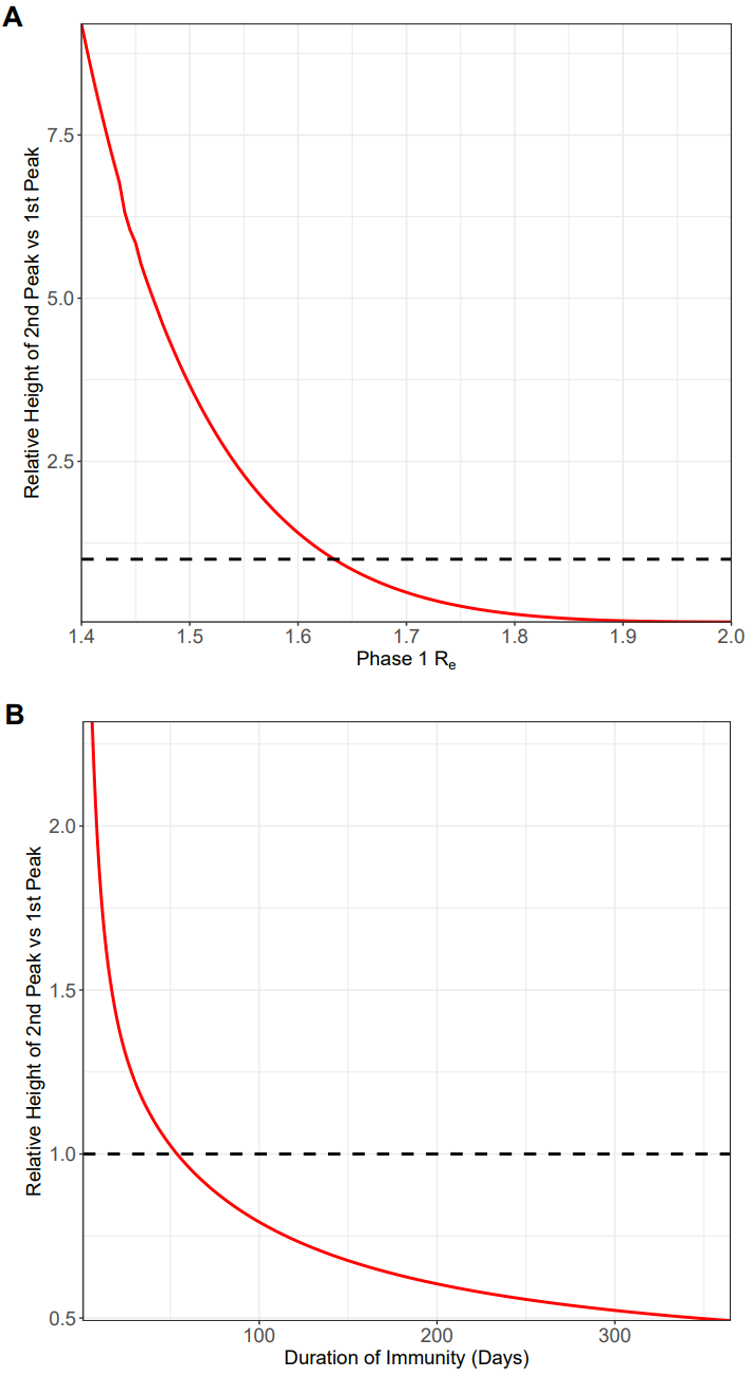 A
Relative Height of 2nd Peak vs 1st Peak
7.5
5.0
2.5
1.4 1.5 1.6 1.7 1.8 1.9 2.0
Phase 1 Re
B
Relative Height of 2nd Peak vs 1st Peak
2.0
1.5
1.0
0.5
100 200 300
Duration of Immunity (Days)